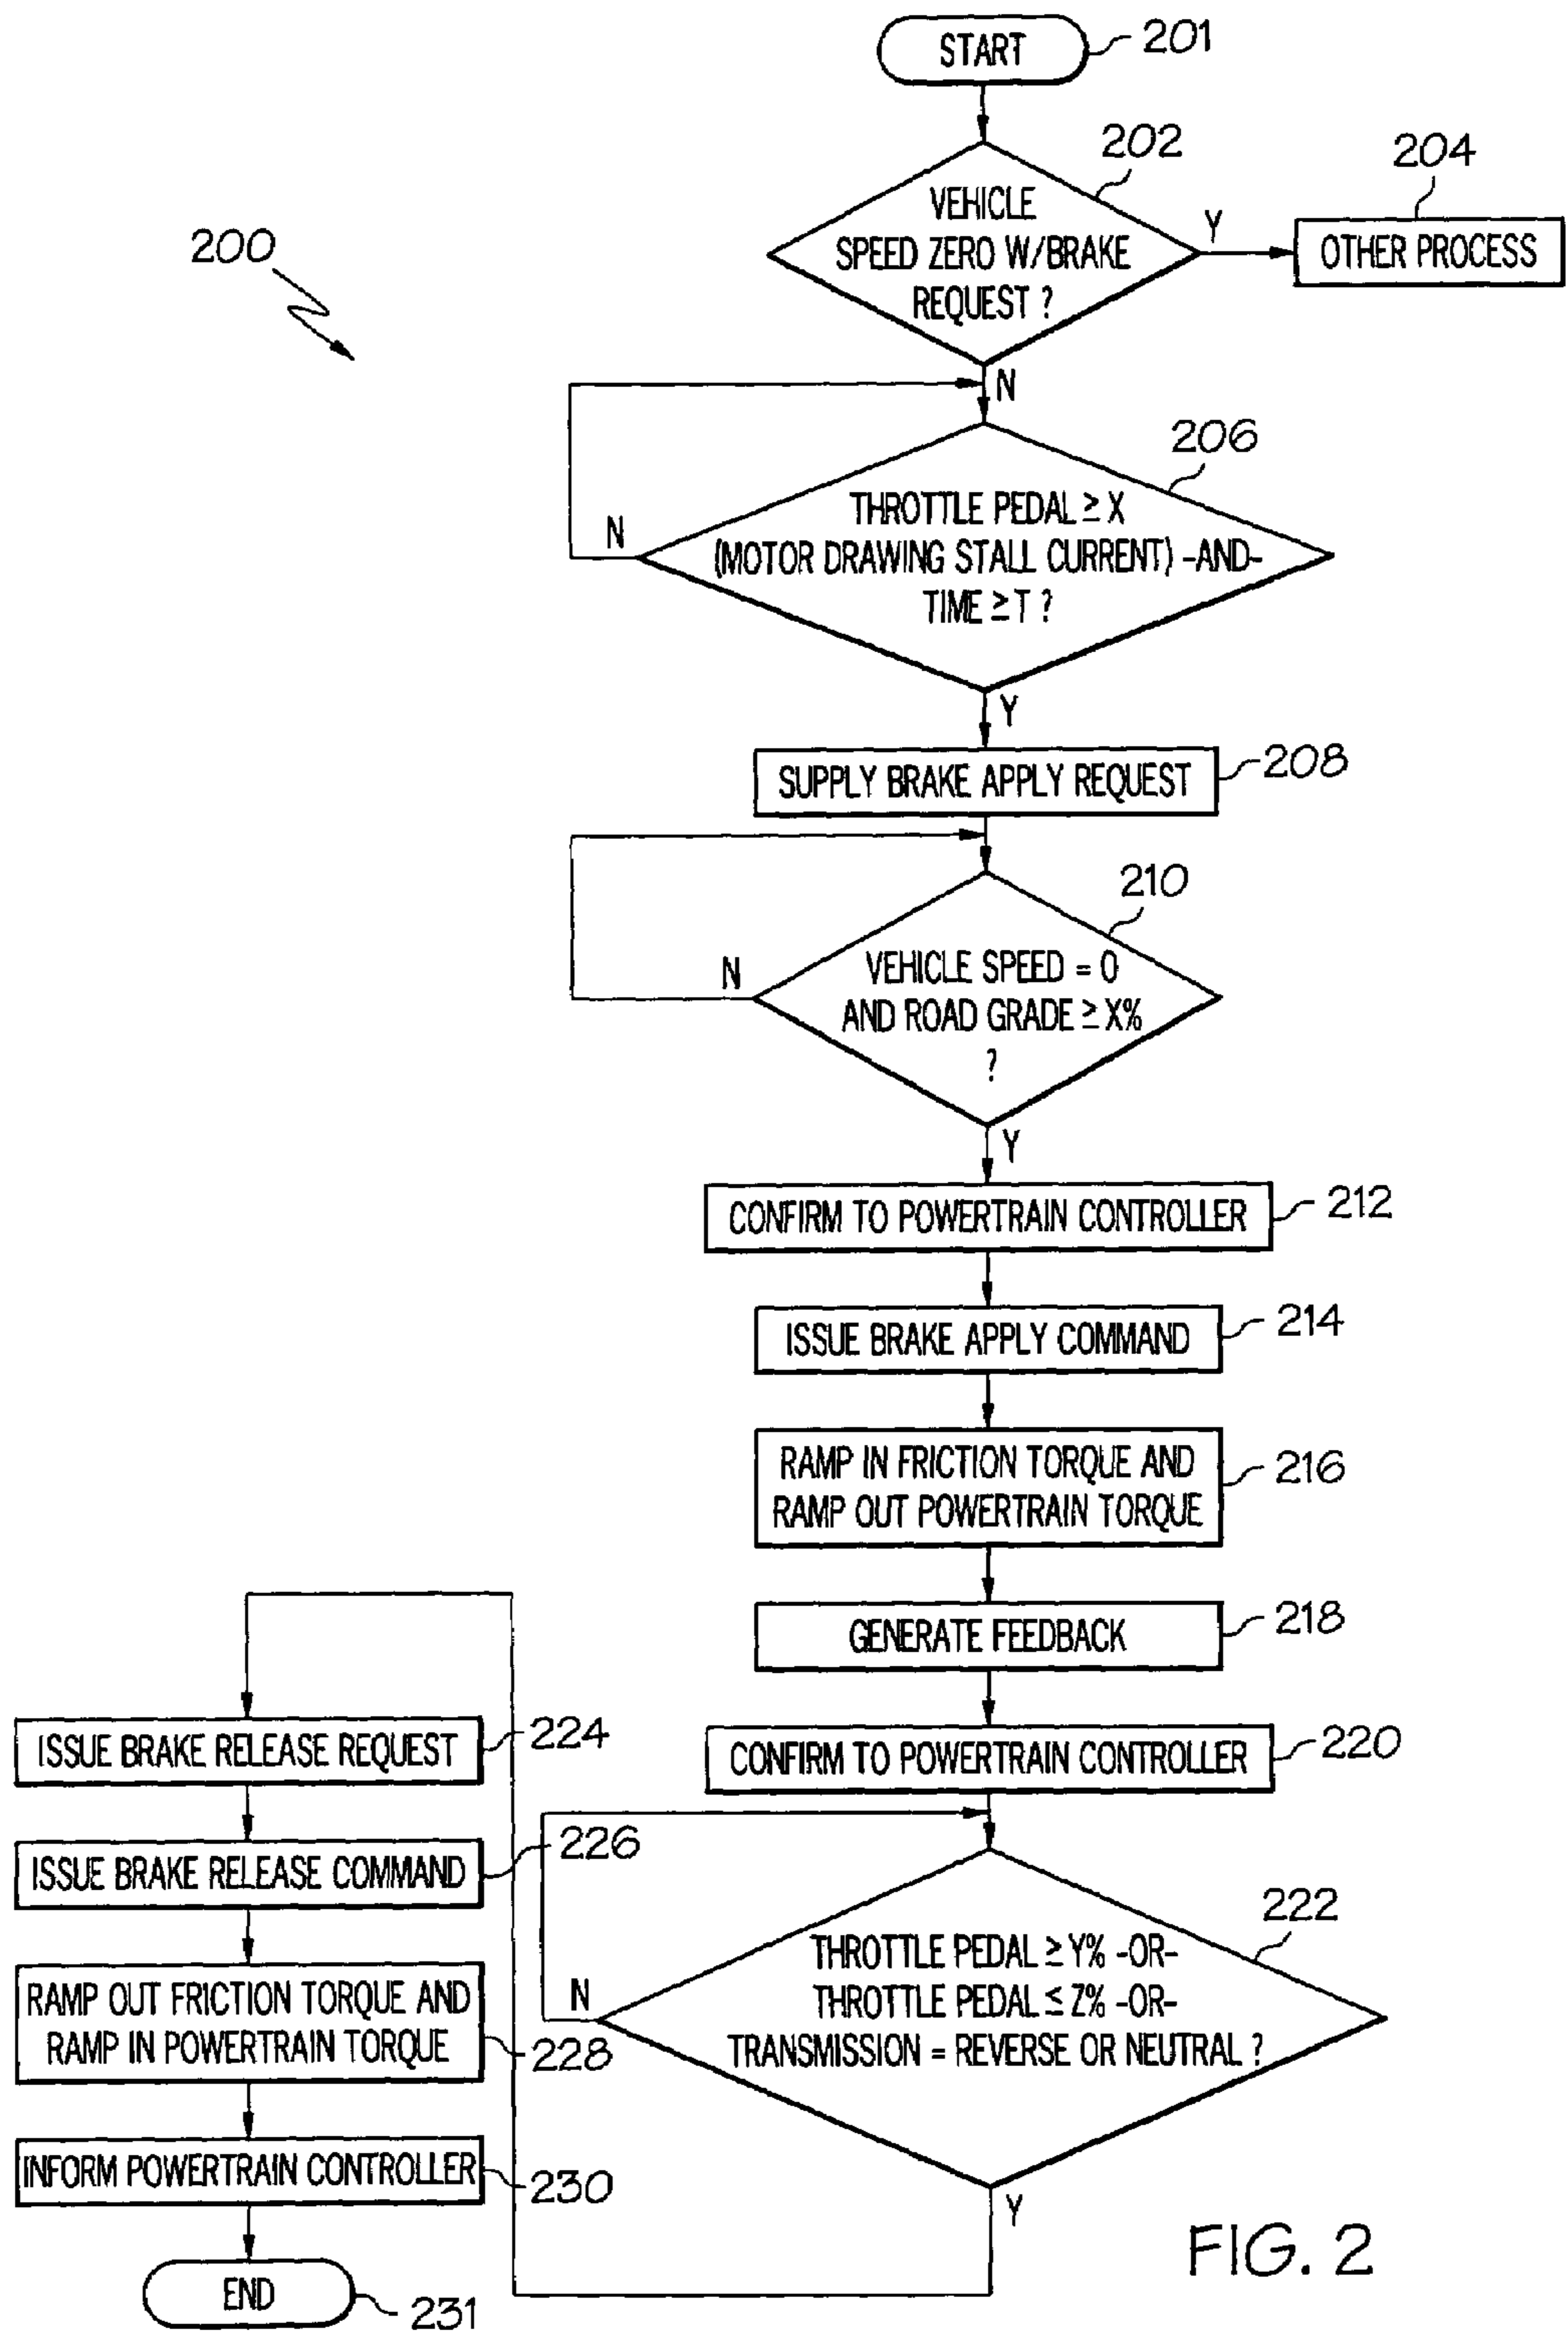 START
201
202
204
VEHICLE
SPEED ZERO W/BRAKE
REQUEST ?
Y
OTHER PROCESS
200
N
206
THROTTLE PEDAL ≥ X
(MOTOR DRAWING STALL CURRENT) -AND-
TIME ≥ T ?
N
Y
SUPPLY BRAKE APPLY REQUEST
208
210
VEHICLE SPEED = 0
AND ROAD GRADE ≥ X%
?
N
Y
CONFIRM TO POWERTRAIN CONTROLLER
212
ISSUE BRAKE APPLY COMMAND
214
RAMP IN FRICTION TORQUE AND
RAMP OUT POWERTRAIN TORQUE
216
GENERATE FEEDBACK
218
CONFIRM TO POWERTRAIN CONTROLLER
220
222
THROTTLE PEDAL ≥ Y% -OR-
THROTTLE PEDAL ≤ Z% -OR-
TRANSMISSION = REVERSE OR NEUTRAL ?
N
Y
ISSUE BRAKE RELEASE REQUEST
224
ISSUE BRAKE RELEASE COMMAND
226
RAMP OUT FRICTION TORQUE AND
RAMP IN POWERTRAIN TORQUE
228
INFORM POWERTRAIN CONTROLLER
230
END
231
FIG. 2